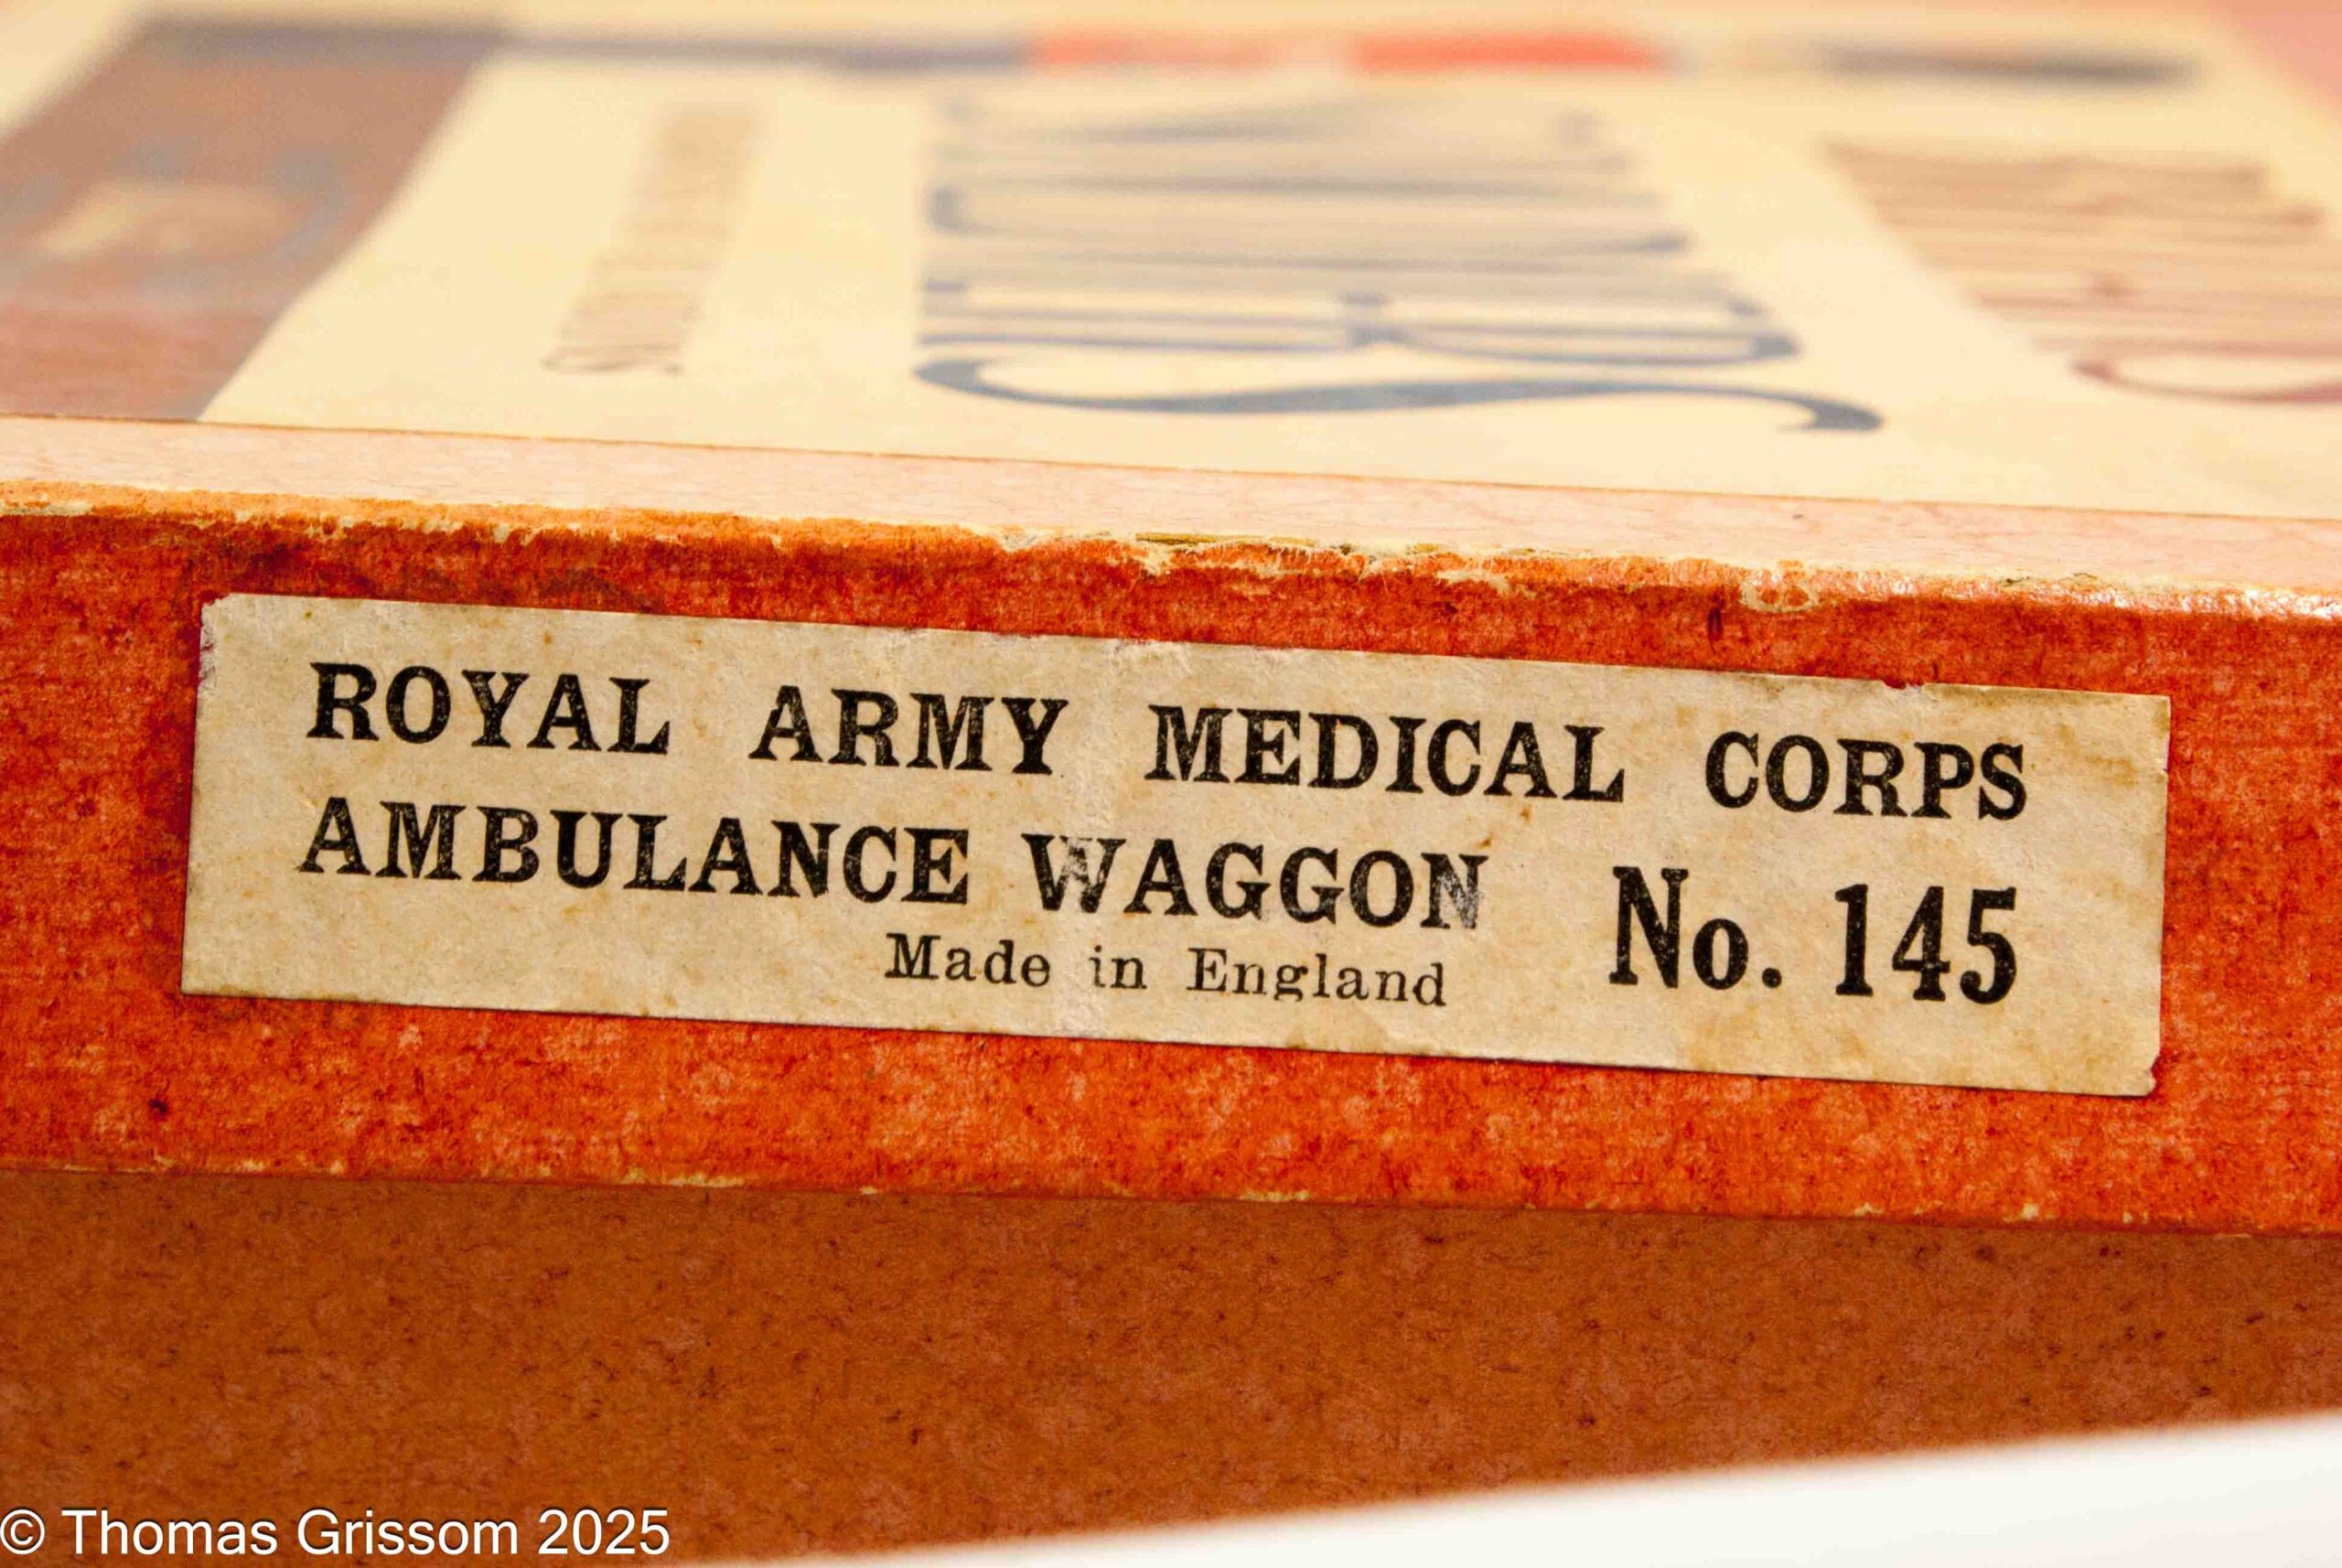 ROYAL ARMY MEDICAL CORPS
AMBULANCE WAGGON No. 145
Made in England
© Thomas Grissom 2025